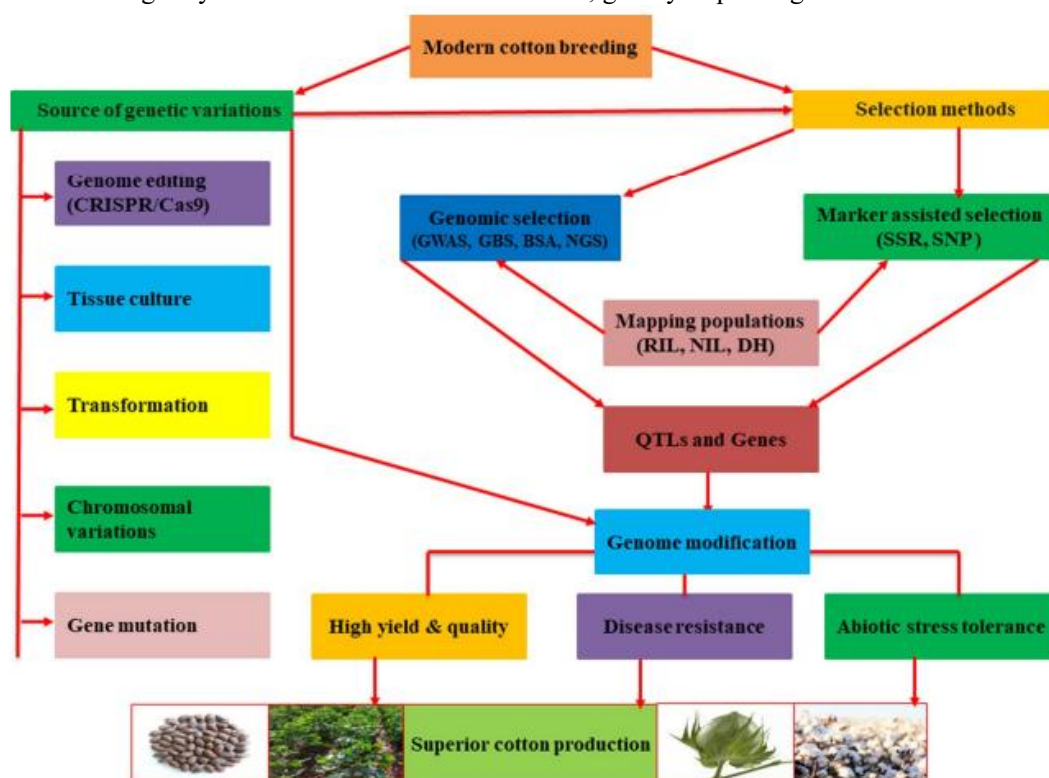 Modern cotton breeding
Source of genetic variations
Selection methods
Genome editing
(CRISPR/Cas9)
Genomic selection
(GWAS, GBS, BSA, NGS)
Marker assisted selection
(SSR, SNP)
Tissue culture
Mapping populations
(RIL, NIL, DH)
Transformation
QTLs and Genes
Chromosomal
variations
Genome modification
Gene mutation
High yield & quality
Disease resistance
Abiotic stress tolerance
Superior cotton production